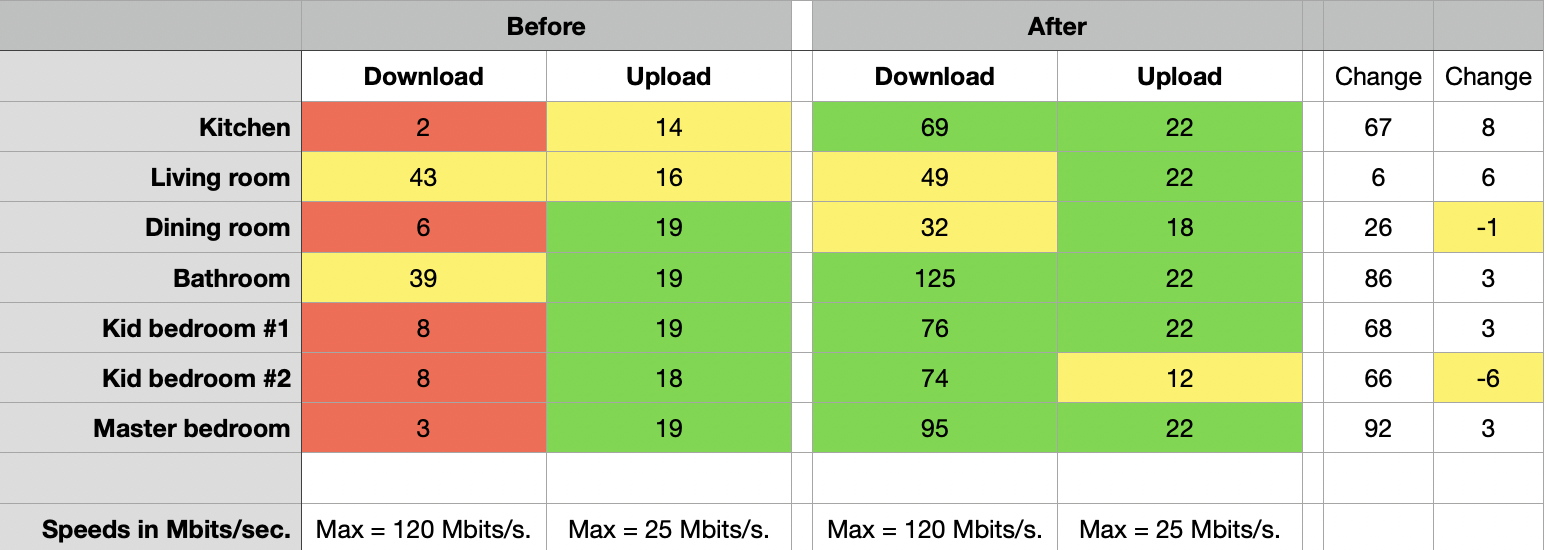 Before After
Download Upload Download Upload Change Change
Kitchen 2 14 69 22 67 8
Living room 43 16 49 22 6 6
Dining room 6 19 32 18 26 -1
Bathroom 39 19 125 22 86 3
Kid bedroom #1 8 19 76 22 68 3
Kid bedroom #2 8 18 74 12 66 -6
Master bedroom 3 19 95 22 92 3
Speeds in Mbits/sec. Max = 120 Mbits/s. Max = 25 Mbits/s. Max = 120 Mbits/s. Max = 25 Mbits/s.